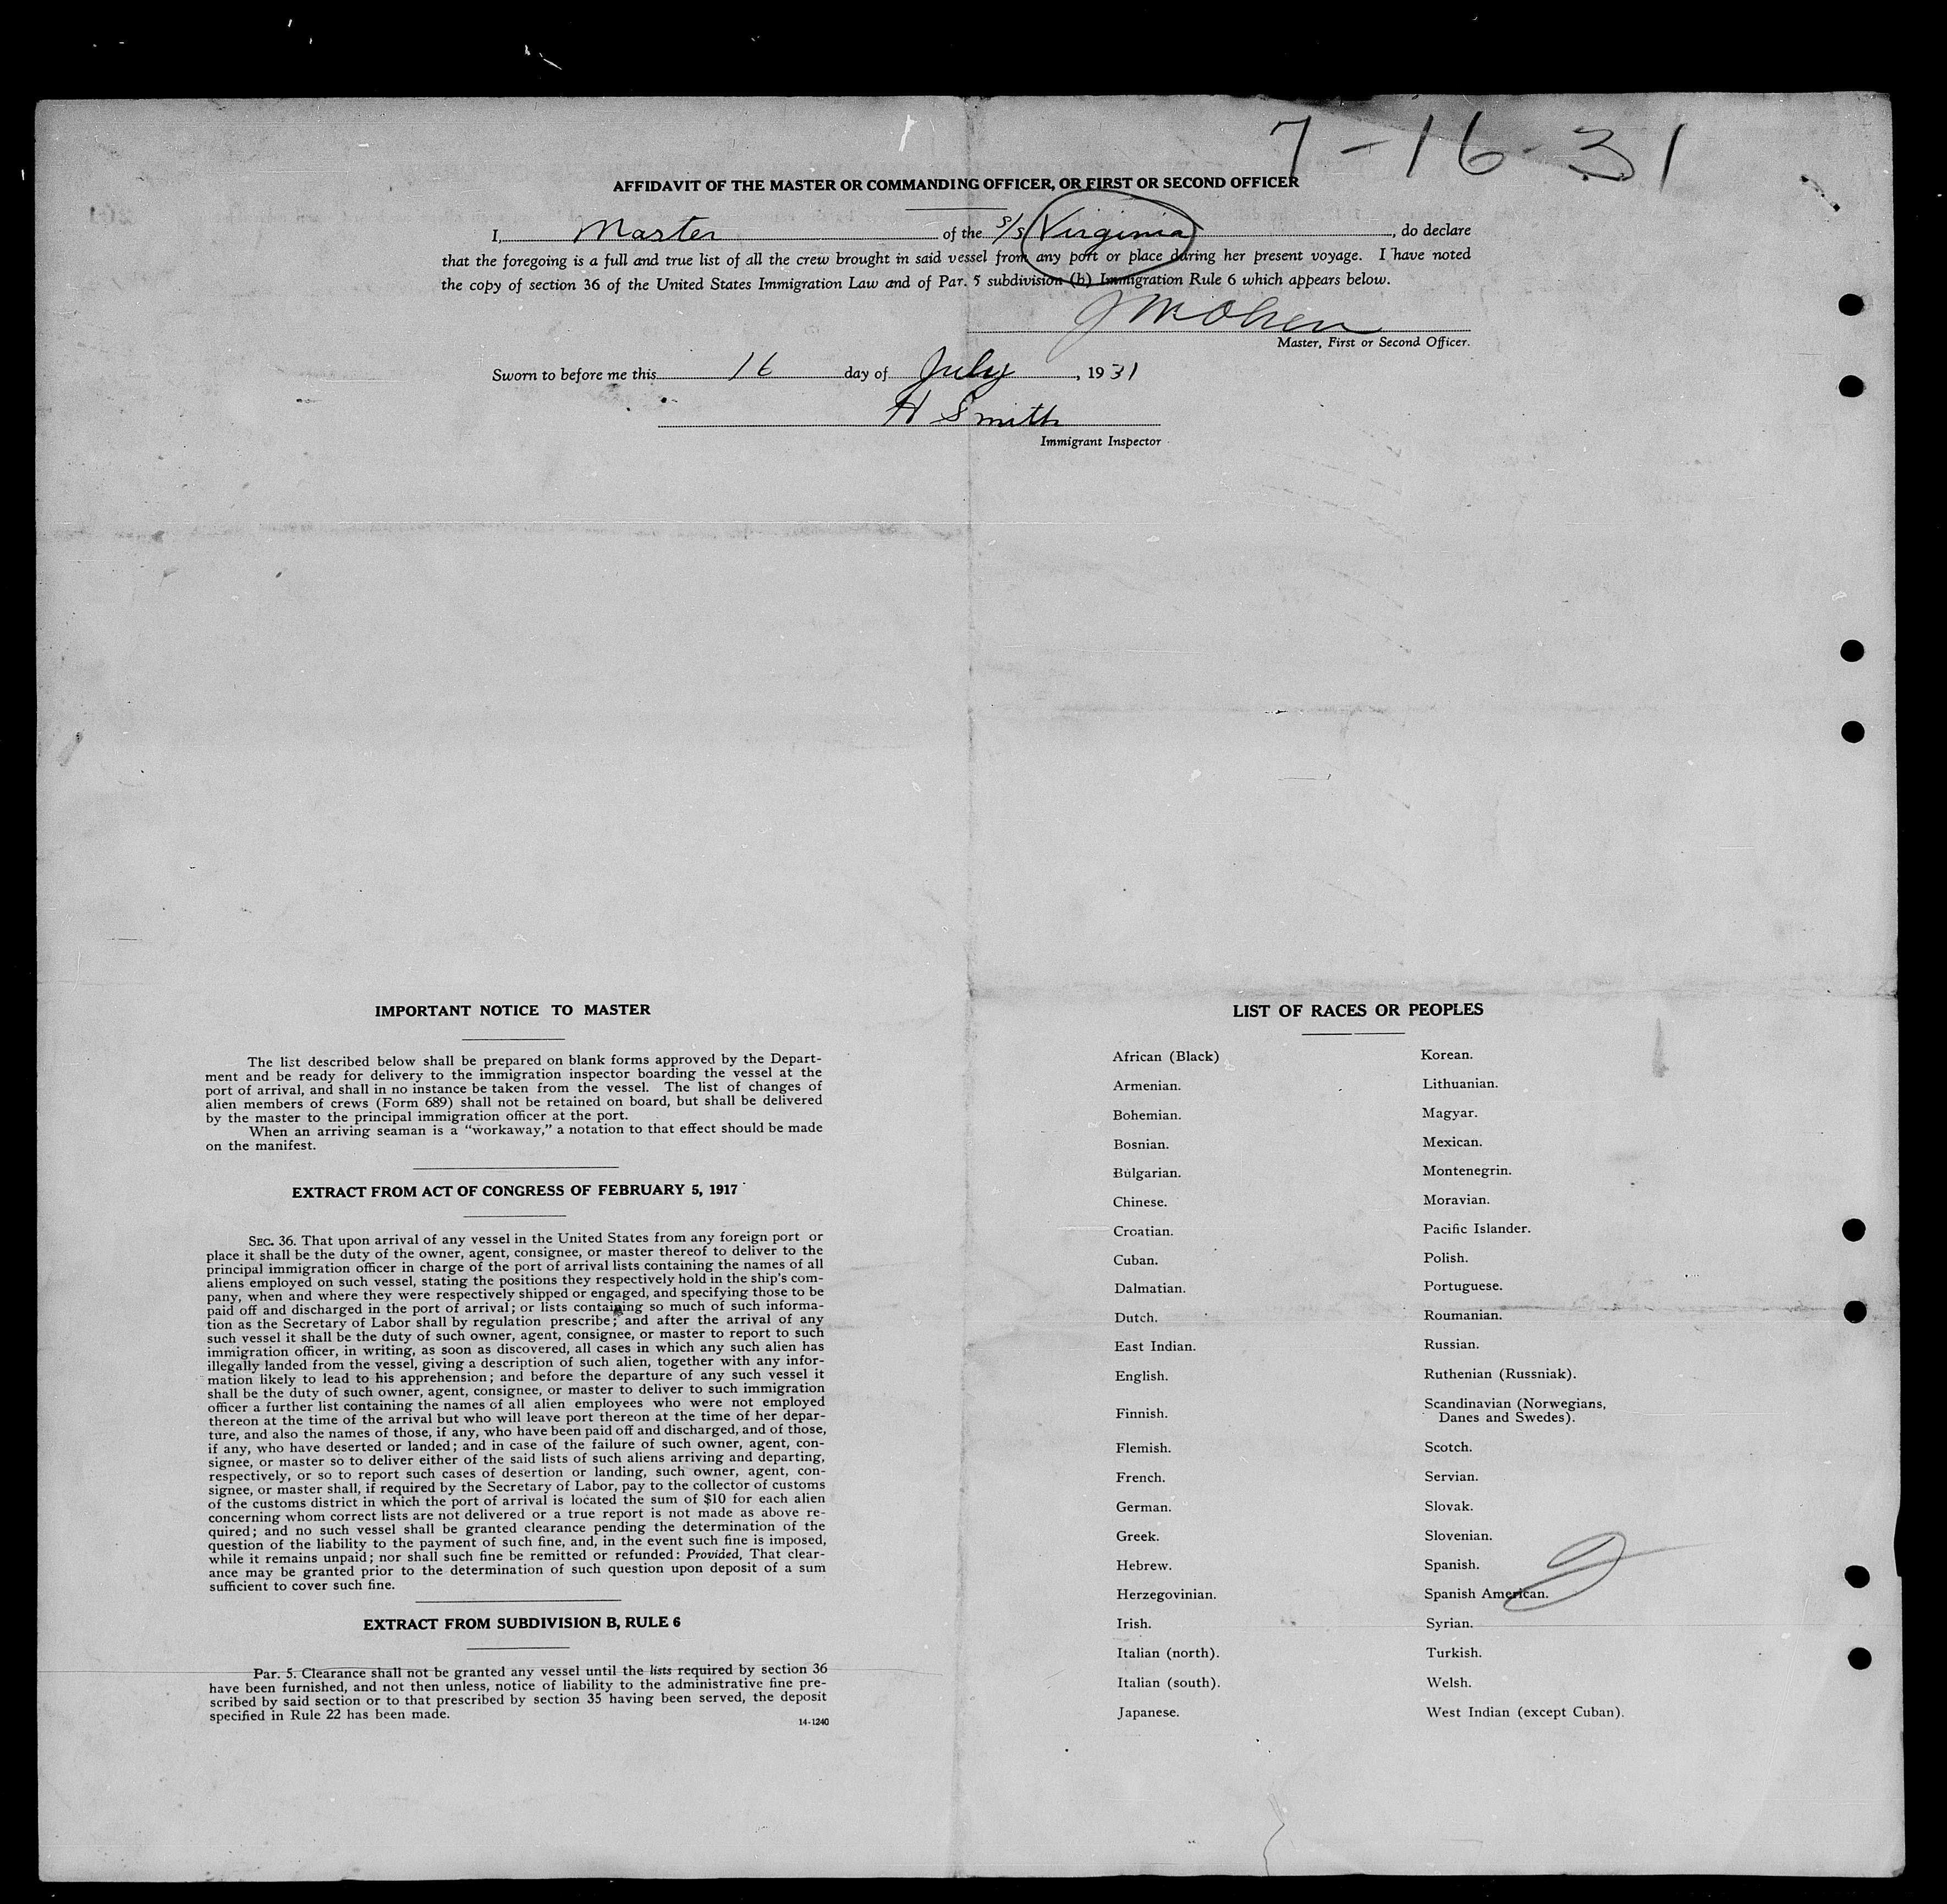 7-16-31
AFFIDAVIT OF THE MASTER OR COMMANDING OFFICER, OR FIRST OR SECOND OFFICER
I, Master of the S/S Virginia, do declare
that the foregoing is a full and true list of all the crew brought in said vessel from any port or place during her present voyage. I have noted
the copy of section 36 of the United States Immigration Law and of Par. 5 subdivision (b) Immigration Rule 6 which appears below.
Master, First or Second Officer.
Sworn to before me this 16 day of July, 1931
H Smith
Immigrant Inspector
IMPORTANT NOTICE TO MASTER
The list described below shall be prepared on blank forms approved by the Depart-
ment and be ready for delivery to the immigration inspector boarding the vessel at the
port of arrival, and shall in no instance be taken from the vessel. The list of changes of
alien members of crews (Form 689) shall not be retained on board, but shall be delivered
by the master to the principal immigration officer at the port.
When an arriving seaman is a “workaway,” a notation to that effect should be made
on the manifest.
EXTRACT FROM ACT OF CONGRESS OF FEBRUARY 5, 1917
SEC. 36. That upon arrival of any vessel in the United States from any foreign port or
place it shall be the duty of the owner, agent, consignee, or master thereof to deliver to the
principal immigration officer in charge of the port of arrival lists containing the names of all
aliens employed on such vessel, stating the positions they respectively hold in the ship's com-
pany, when and where they were respectively shipped or engaged, and specifying those to be
paid off and discharged in the port of arrival; or lists containing so much of such informa-
tion as the Secretary of Labor shall by regulation prescribe; and after the arrival of any
such vessel it shall be the duty of such owner, agent, consignee, or master to report to such
immigration officer, in writing, as soon as discovered, all cases in which any such alien has
illegally landed from the vessel, giving a description of such alien, together with any infor-
mation likely to lead to his apprehension; and before the departure of any such vessel it
shall be the duty of such owner, agent, consignee, or master to deliver to such immigration
officer a further list containing the names of all alien employees who were not employed
thereon at the time of the arrival but who will leave port thereon at the time of her depar-
ture, and also the names of those, if any, who have been paid off and discharged, and of those,
if any, who have deserted or landed; and in case of the failure of such owner, agent, con-
signee, or master so to deliver either of the said lists of such aliens arriving and departing,
respectively, or so to report such cases of desertion or landing, such owner, agent, con-
signee, or master shall, if required by the Secretary of Labor, pay to the collector of customs
of the customs district in which the port of arrival is located the sum of $10 for each alien
concerning whom correct lists are not delivered or a true report is not made as above re-
quired; and no such vessel shall be granted clearance pending the determination of the
question of the liability to the payment of such fine, and, in the event such fine is imposed,
while it remains unpaid; nor shall such fine be remitted or refunded: Provided, That clear-
ance may be granted prior to the determination of such question upon deposit of a sum
sufficient to cover such fine.
EXTRACT FROM SUBDIVISION B, RULE 6
Par. 5. Clearance shall not be granted any vessel until the lists required by section 36
have been furnished, and not then unless, notice of liability to the administrative fine pre-
scribed by said section or to that prescribed by section 35 having been served, the deposit
specified in Rule 22 has been made.
14-1240
LIST OF RACES OR PEOPLES
African (Black)
Armenian.
Bohemian.
Bosnian.
Bulgarian.
Chinese.
Croatian.
Cuban.
Dalmatian.
Dutch.
East Indian.
English.
Finnish.
Flemish.
French.
German.
Greek.
Hebrew.
Herzegovinian.
Irish.
Italian (north).
Italian (south).
Japanese.
Korean.
Lithuanian.
Magyar.
Mexican.
Montenegrin.
Moravian.
Pacific Islander.
Polish.
Portuguese.
Roumanian.
Russian.
Ruthenian (Russniak).
Scandinavian (Norwegians,
Danes and Swedes).
Scotch.
Servian.
Slovak.
Slovenian.
Spanish.
Spanish American.
Syrian.
Turkish.
Welsh.
West Indian (except Cuban).